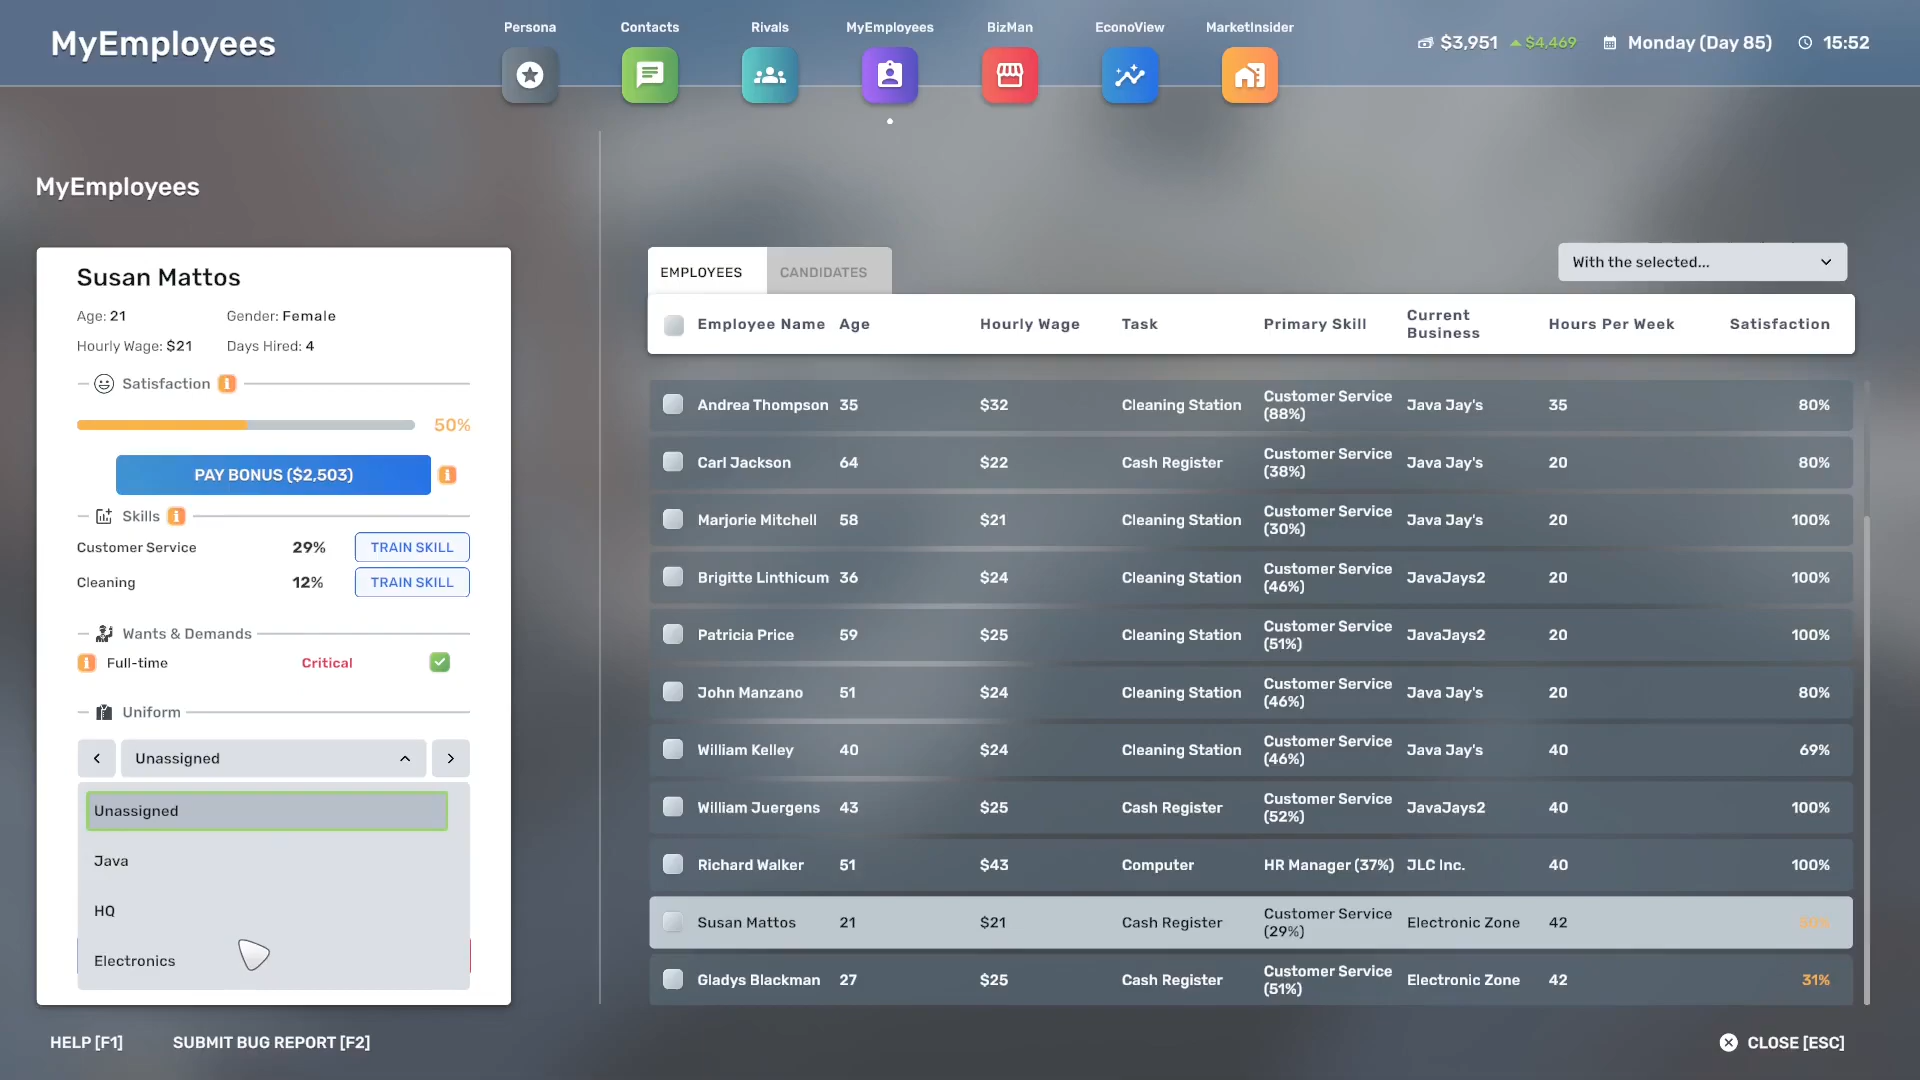 MyEmployees
Persona
Contacts
Rivals
MyEmployees
BizMan
EconoView
MarketInsider
$3,951 $4,469 Monday (Day 85) 15:52
MyEmployees
Susan Mattos
Age: 21 Gender: Female
Hourly Wage: $21 Days Hired: 4
Satisfaction
50%
PAY BONUS ($2,503)
Skills
Customer Service 29% TRAIN SKILL
Cleaning 12% TRAIN SKILL
Wants & Demands
Full-time Critical
Uniform
Unassigned
Unassigned
Java
HQ
Electronics
EMPLOYEES CANDIDATES
With the selected...
Employee Name Age Hourly Wage Task Primary Skill Current Business Hours Per Week Satisfaction
Andrea Thompson 35 $32 Cleaning Station Customer Service (88%) Java Jay's 35 80%
Carl Jackson 64 $22 Cash Register Customer Service (38%) Java Jay's 20 80%
Marjorie Mitchell 58 $21 Cleaning Station Customer Service (30%) Java Jay's 20 100%
Brigitte Linthicum 36 $24 Cleaning Station Customer Service (46%) JavaJays2 20 100%
Patricia Price 59 $25 Cleaning Station Customer Service (51%) JavaJays2 20 100%
John Manzano 51 $24 Cleaning Station Customer Service (46%) Java Jay's 20 80%
William Kelley 40 $24 Cleaning Station Customer Service (46%) Java Jay's 40 69%
William Juergens 43 $25 Cash Register Customer Service (52%) JavaJays2 40 100%
Richard Walker 51 $43 Computer HR Manager (37%) JLC Inc. 40 100%
Susan Mattos 21 $21 Cash Register Customer Service (29%) Electronic Zone 42 50%
Gladys Blackman 27 $25 Cash Register Customer Service (51%) Electronic Zone 42 31%
HELP [F1] SUBMIT BUG REPORT [F2]
CLOSE [ESC]